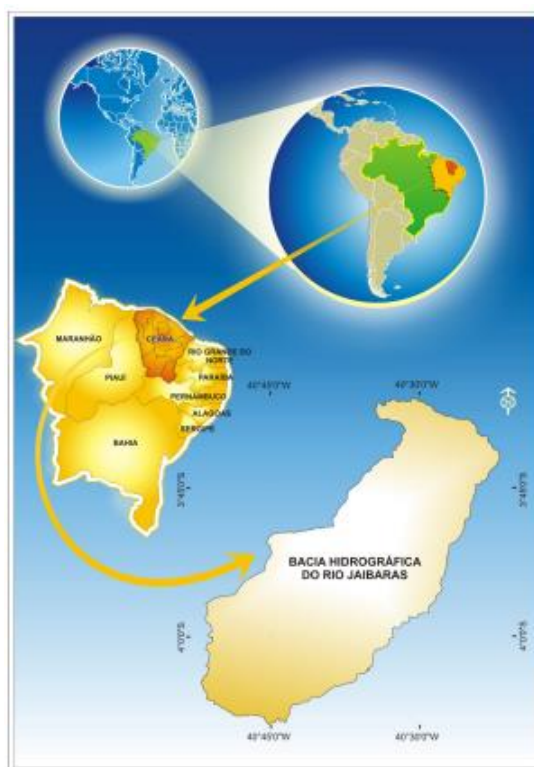 MARANHÃO
CEARÁ
RIO GRANDE DO
NORTE
PIAUÍ
PARAÍBA
PERNAMBUCO
ALAGOAS
SERGIPE
BAHIA
40°45'0"W
40°30'0"W
3°45'0"S
3°45'0"S
BACIA HIDROGRÁFICA
DO RIO JAIBARAS
4°0'0"S
4°0'0"S
40°45'0"W
40°30'0"W